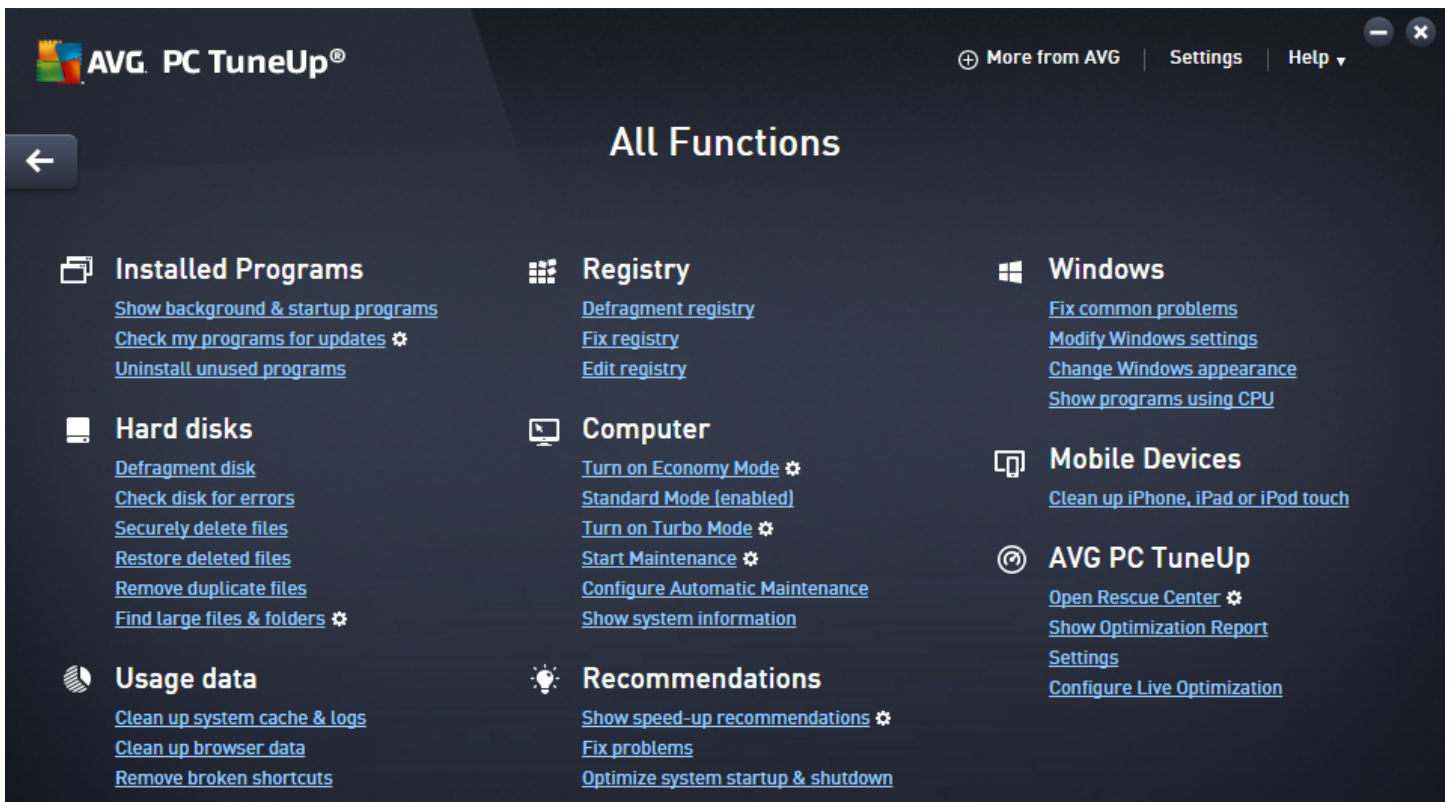 AVG. PC TuneUp®
More from AVG | Settings | Help
All Functions
Installed Programs
Show background & startup programs
Check my programs for updates
Uninstall unused programs
Hard disks
Defragment disk
Check disk for errors
Securely delete files
Restore deleted files
Remove duplicate files
Find large files & folders
Usage data
Clean up system cache & logs
Clean up browser data
Remove broken shortcuts
Registry
Defragment registry
Fix registry
Edit registry
Computer
Turn on Economy Mode
Standard Mode (enabled)
Turn on Turbo Mode
Start Maintenance
Configure Automatic Maintenance
Show system information
Recommendations
Show speed-up recommendations
Fix problems
Optimize system startup & shutdown
Windows
Fix common problems
Modify Windows settings
Change Windows appearance
Show programs using CPU
Mobile Devices
Clean up iPhone, iPad or iPod touch
AVG PC TuneUp
Open Rescue Center
Show Optimization Report
Settings
Configure Live Optimization